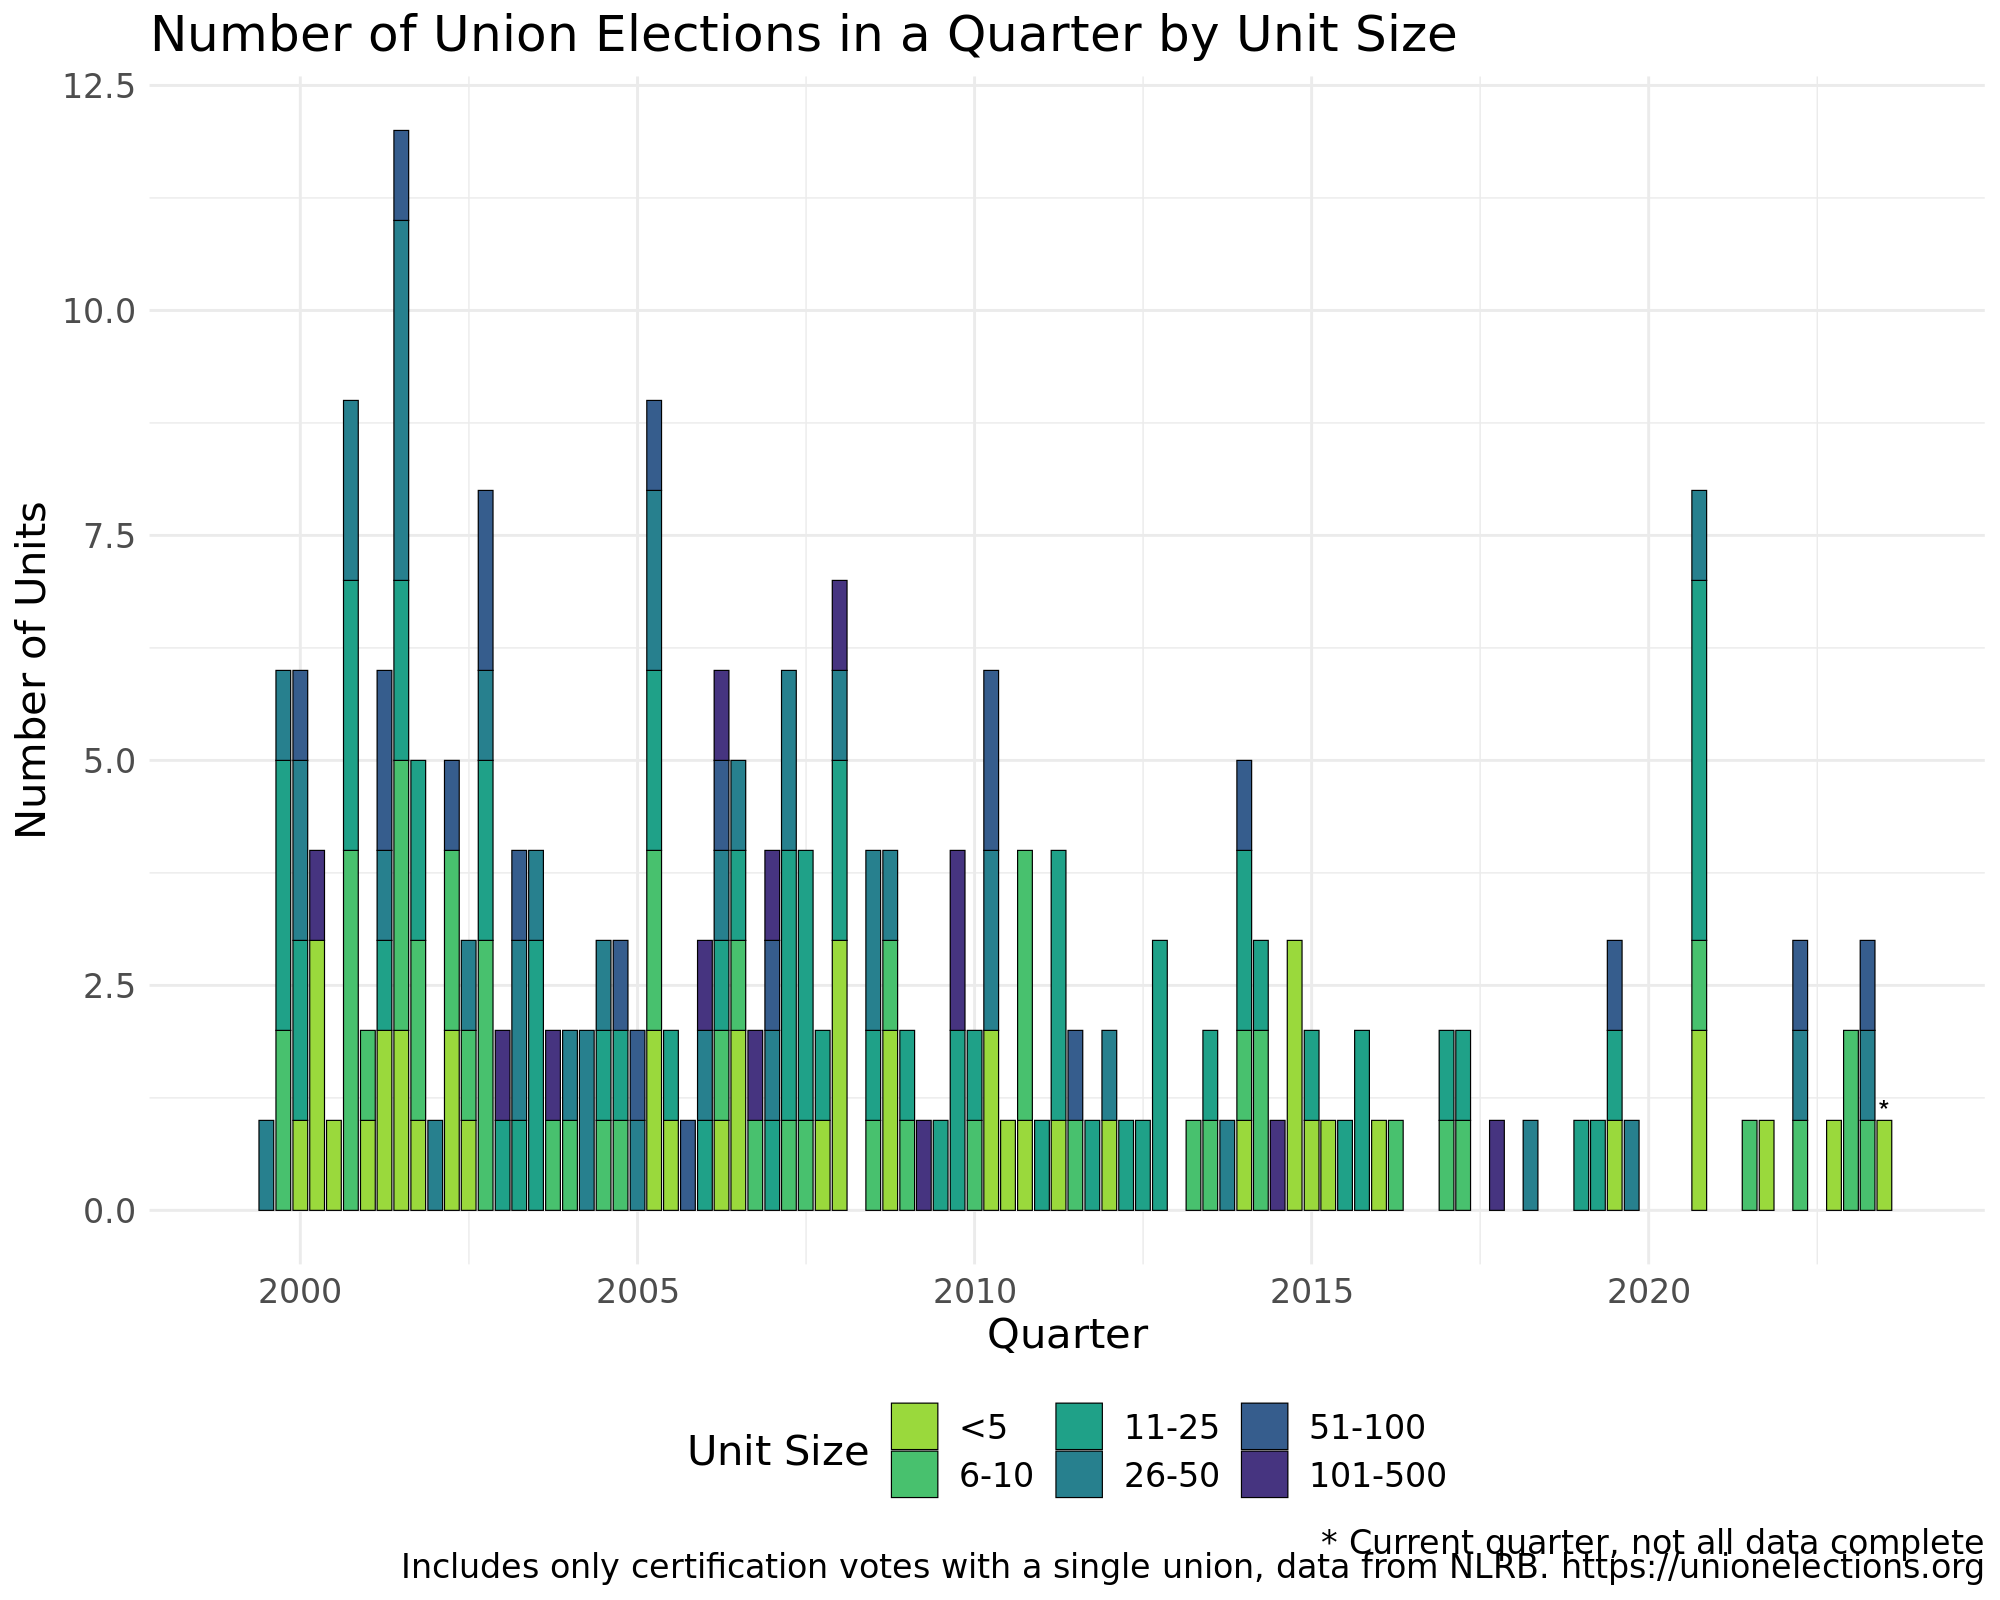 Number of Union Elections in a Quarter by Unit Size
12.5
10.0
7.5
5.0
2.5
0.0
Number of Units
*
2000 2005 2010 2015 2020
Quarter
Unit Size
<5 11-25 51-100
6-10 26-50 101-500
* Current quarter, not all data complete
Includes only certification votes with a single union, data from NLRB. https://unionelections.org